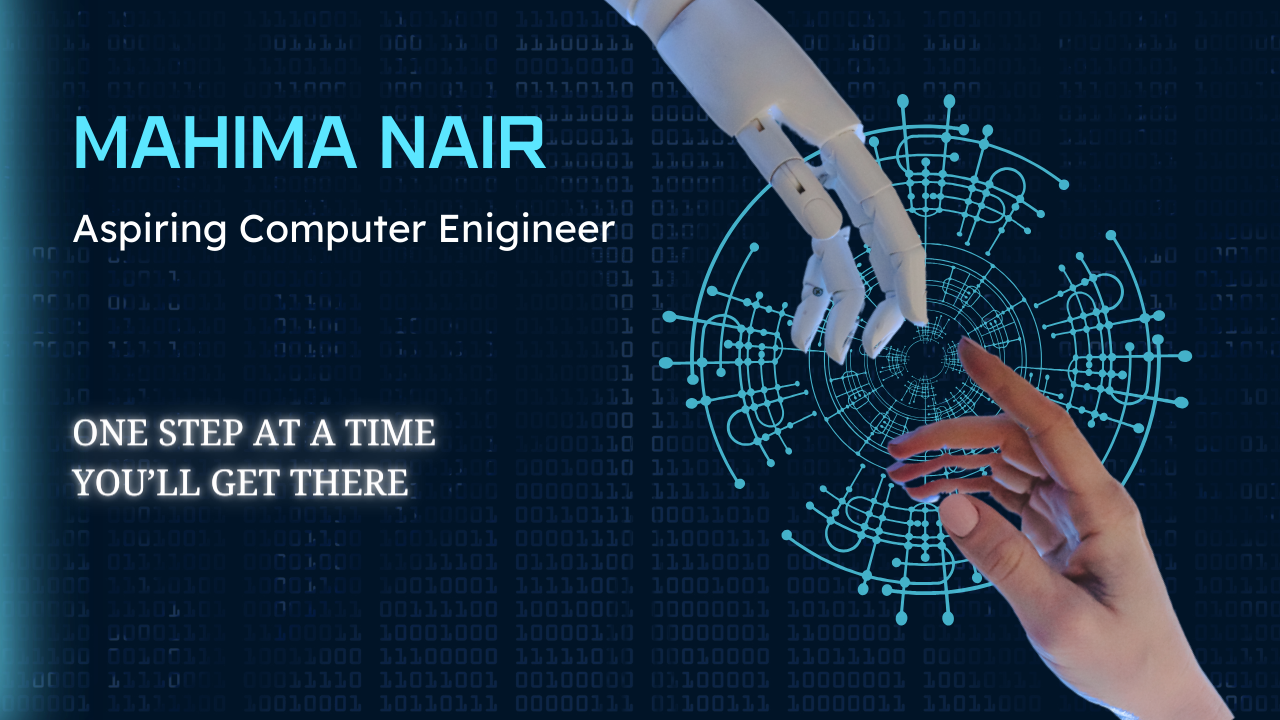 MAHIMA NAIR
Aspiring Computer Enigineer
ONE STEP AT A TIME
YOU’LL GET THERE